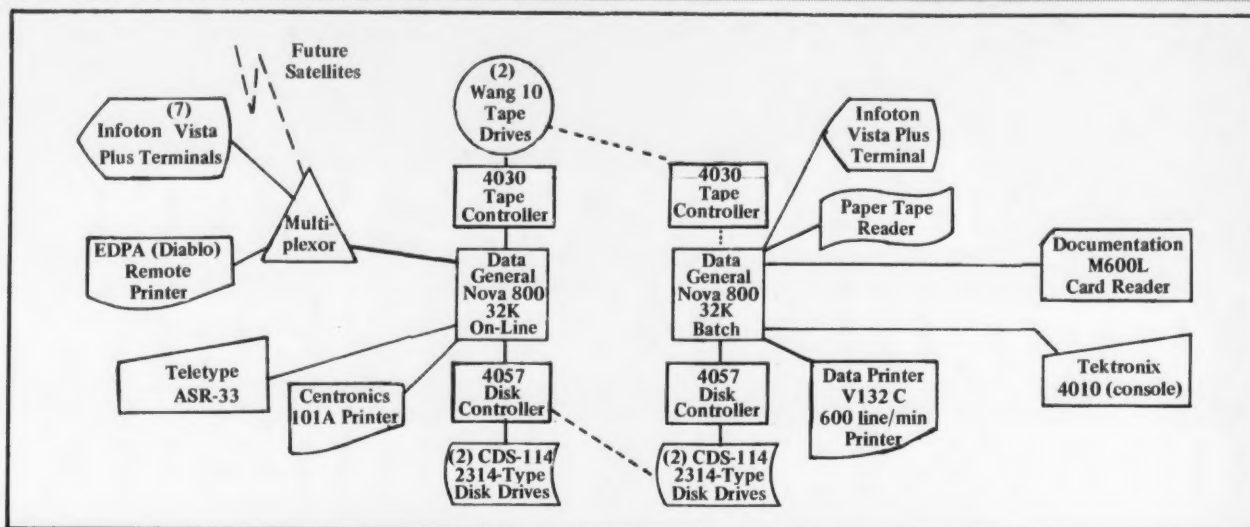 Future
Satellites
(7)
Infoton Vista
Plus Terminals
EDPA (Diablo)
Remote
Printer
Multi-
plexor
Teletype
ASR-33
Centronics
101A Printer
(2)
Wang 10
Tape
Drives
4030
Tape
Controller
Data
General
Nova 800
32K
On-Line
4057
Disk
Controller
(2) CDS-114
2314-Type
Disk Drives
4030
Tape
Controller
Data
General
Nova 800
32K
Batch
4057
Disk
Controller
(2) CDS-114
2314-Type
Disk Drives
Infoton
Vista Plus
Terminal
Paper Tape
Reader
Documentation
M600L
Card Reader
Tektronix
4010 (console)
Data Printer
V132 C
600 line/min
Printer